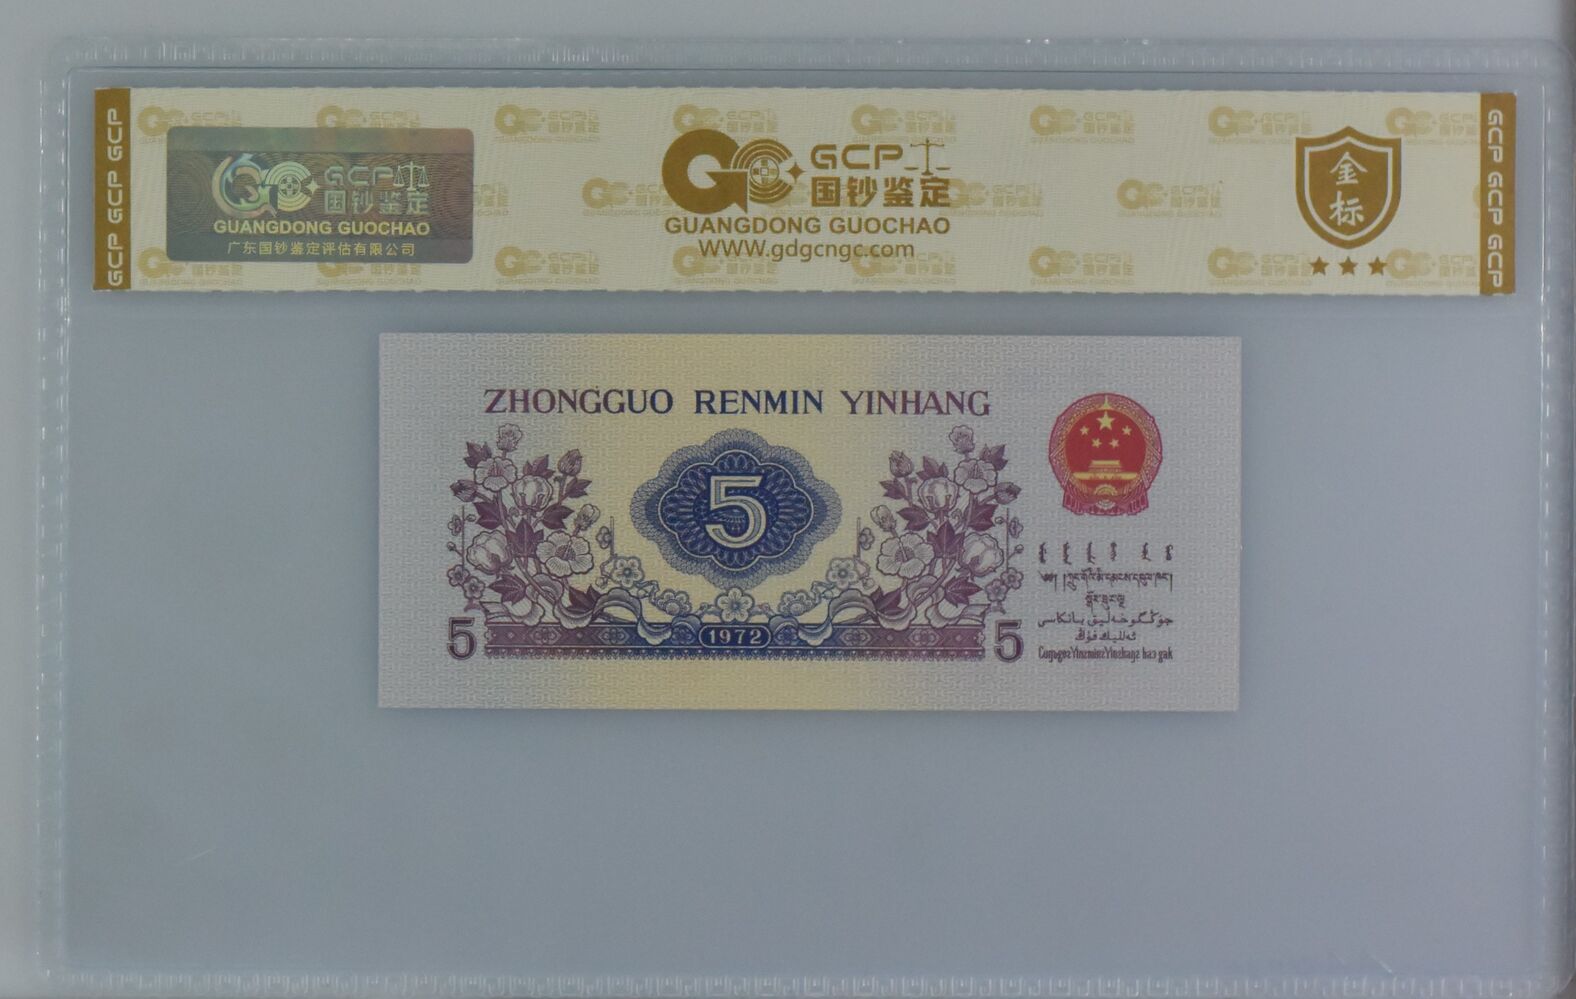 GCP GCP GCP
GCP
国钞鉴定
GUANGDONG GUOCHAO
广东国钞鉴定评估有限公司
GCP
国钞鉴定
GUANGDONG GUOCHAO
WWW.gdgcngc.com
金标
GCP GCP GCP
ZHONGGUO RENMIN YINHANG
5
5
1972
5